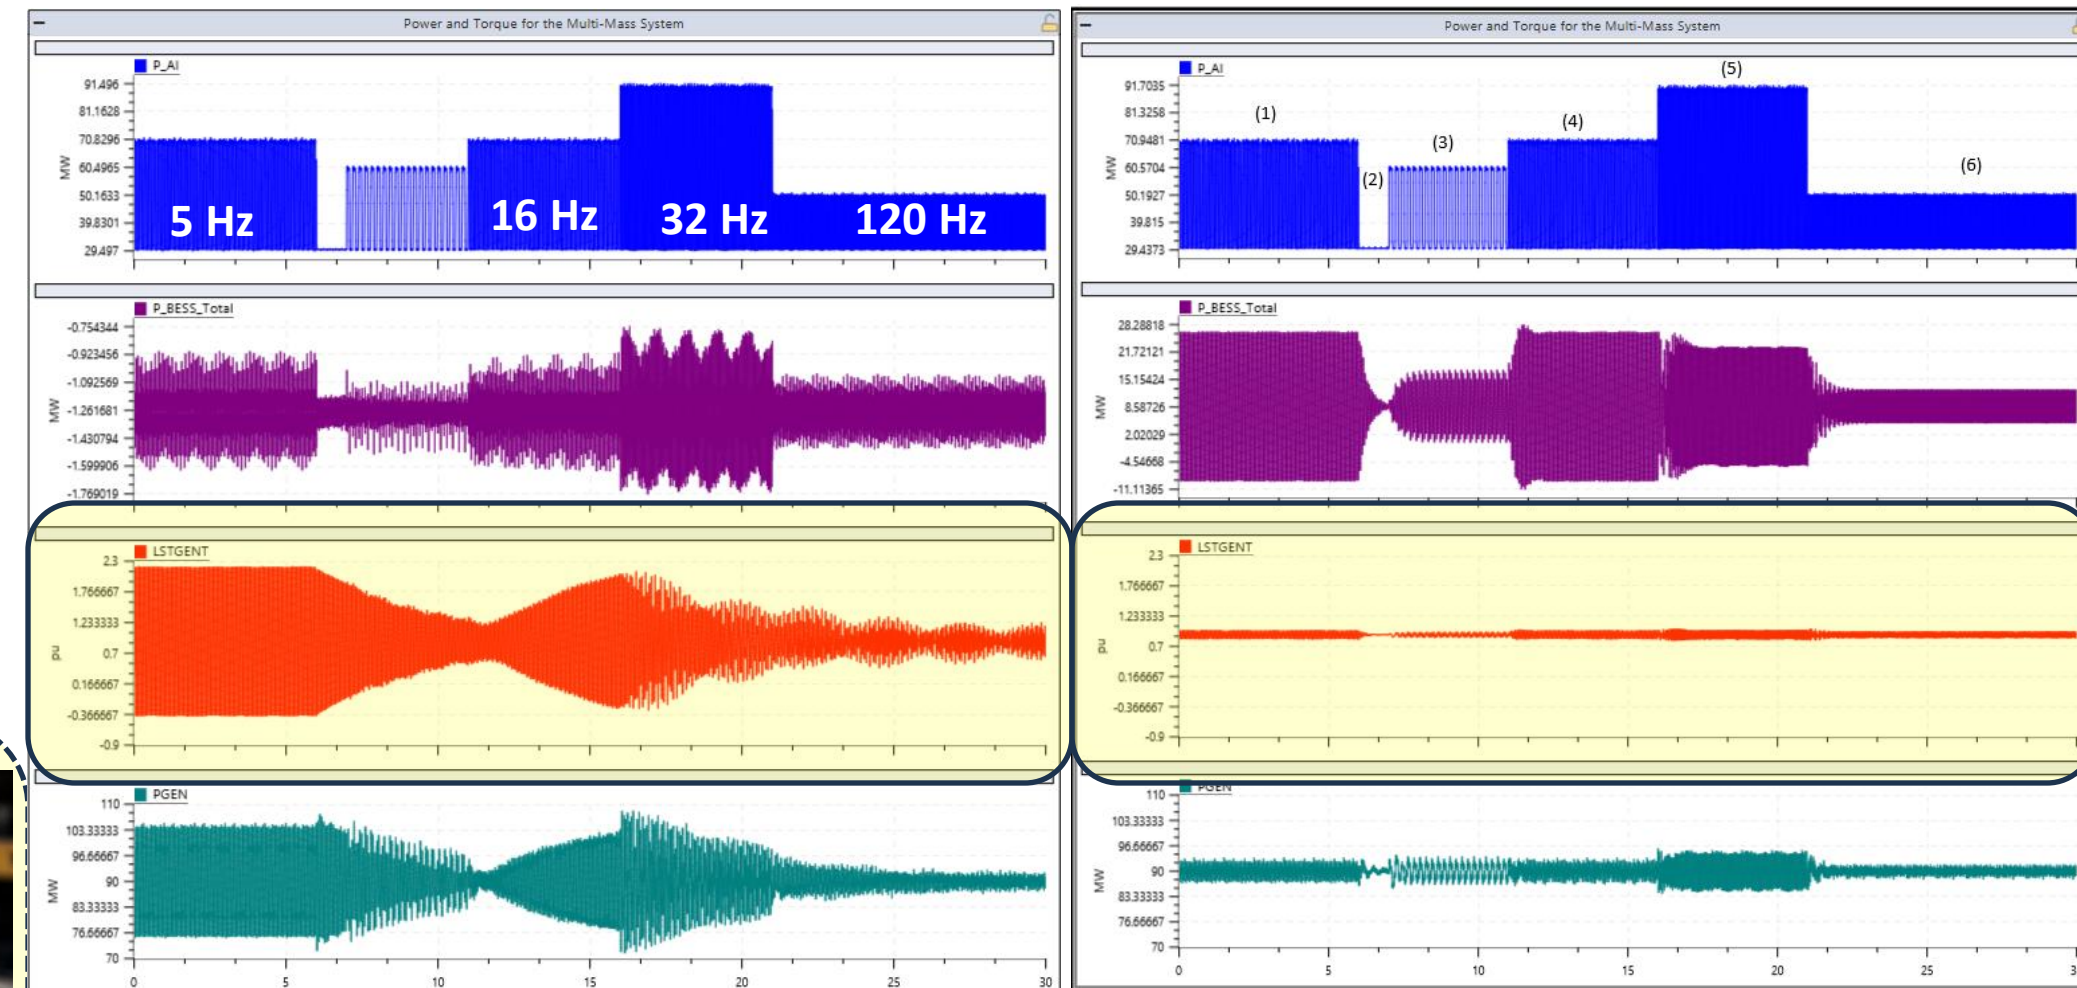 Power and Torque for the Multi-Mass System
P_AI
91.496
81.1628
70.8296
60.4965
50.1633
39.8301
29.497
MW
5 Hz
16 Hz
32 Hz
120 Hz
P_BESS_Total
-0.754344
-0.923456
-1.092569
-1.261681
-1.430794
-1.599906
-1.769019
MW
LSTGENT
2.3
1.766667
1.233333
0.7
0.166667
-0.366667
-0.9
pu
PGEN
110
103.33333
96.66667
90
83.33333
76.66667
70
MW
0 5 10 15 20 25 30
Power and Torque for the Multi-Mass System
P_AI
91.7035
81.3258
70.9481
60.5704
50.1927
39.815
29.4373
MW
(1)
(2)
(3)
(4)
(5)
(6)
P_BESS_Total
28.28818
21.72121
15.15424
8.58726
2.02029
-4.54668
-11.11365
MW
LSTGENT
2.3
1.766667
1.233333
0.7
0.166667
-0.366667
-0.9
pu
PGEN
110
103.33333
96.66667
90
83.33333
76.66667
70
MW
0 5 10 15 20 25